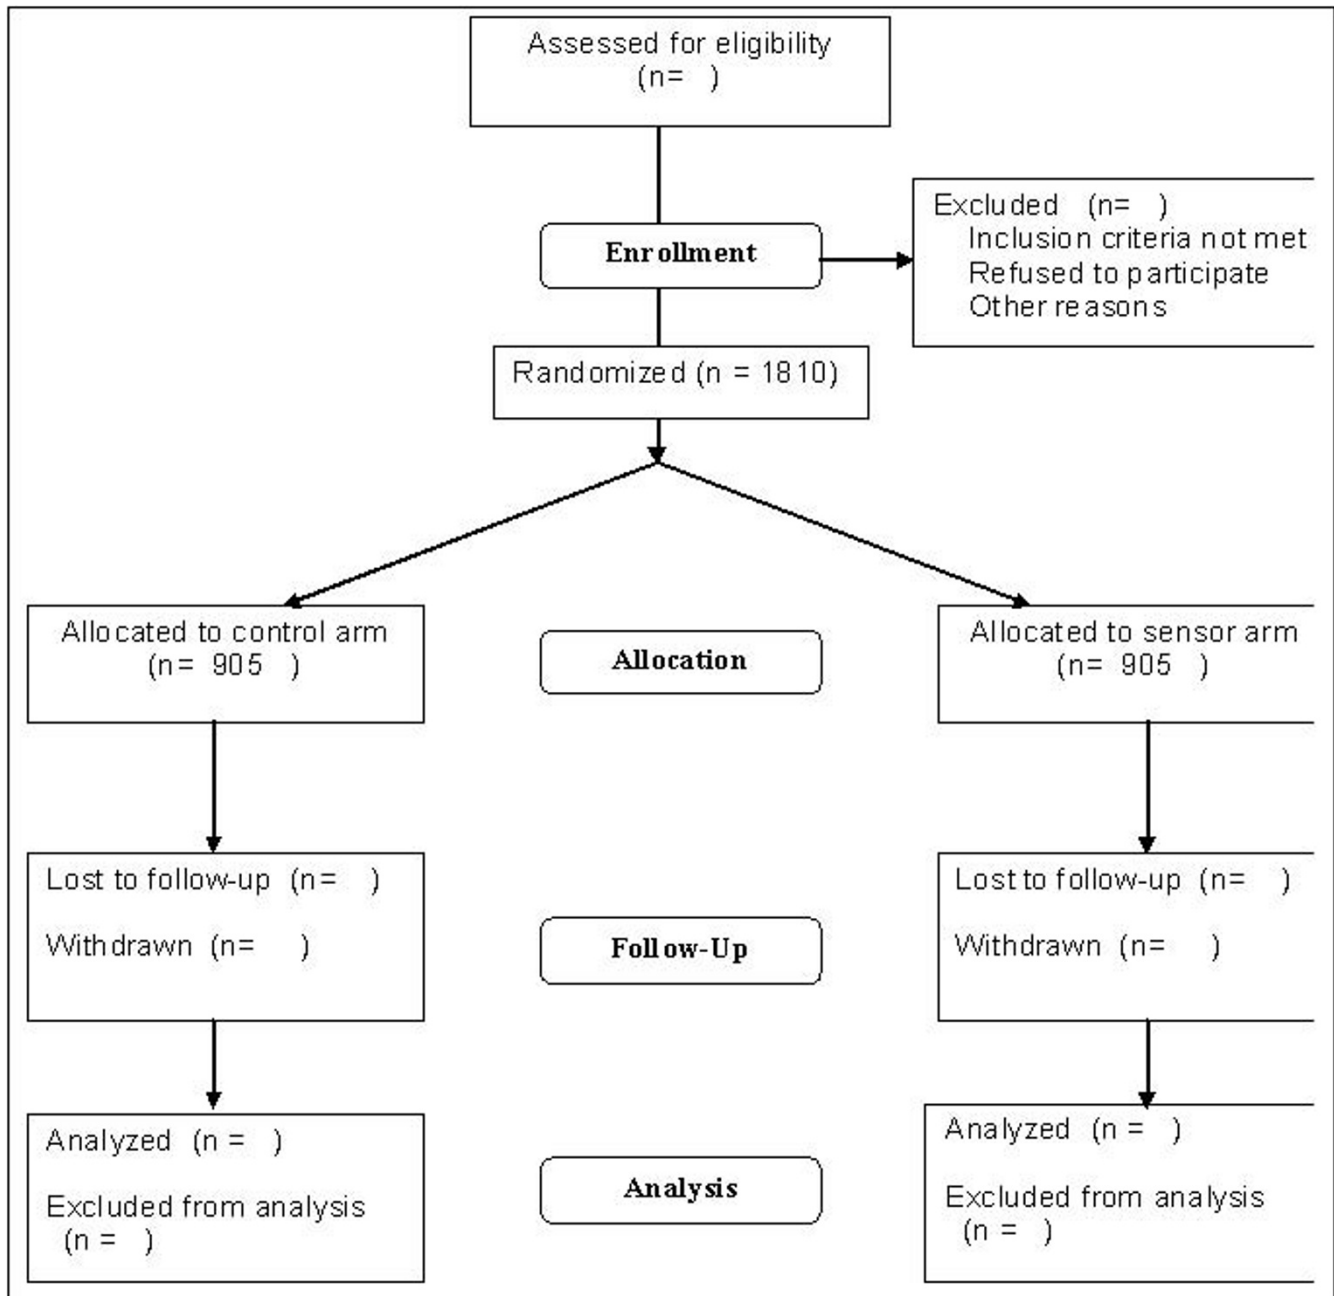 Assessed for eligibility
(n= )
Excluded (n= )
Inclusion criteria not met
Refused to participate
Other reasons
Enrollment
Randomized (n = 1810)
Allocated to control arm
(n= 905 )
Allocation
Allocated to sensor arm
(n= 905 )
Lost to follow-up (n= )
Withdrawn (n= )
Follow-Up
Lost to follow-up (n= )
Withdrawn (n= )
Analyzed (n = )
Excluded from analysis
(n = )
Analysis
Analyzed (n = )
Excluded from analysis
(n = )